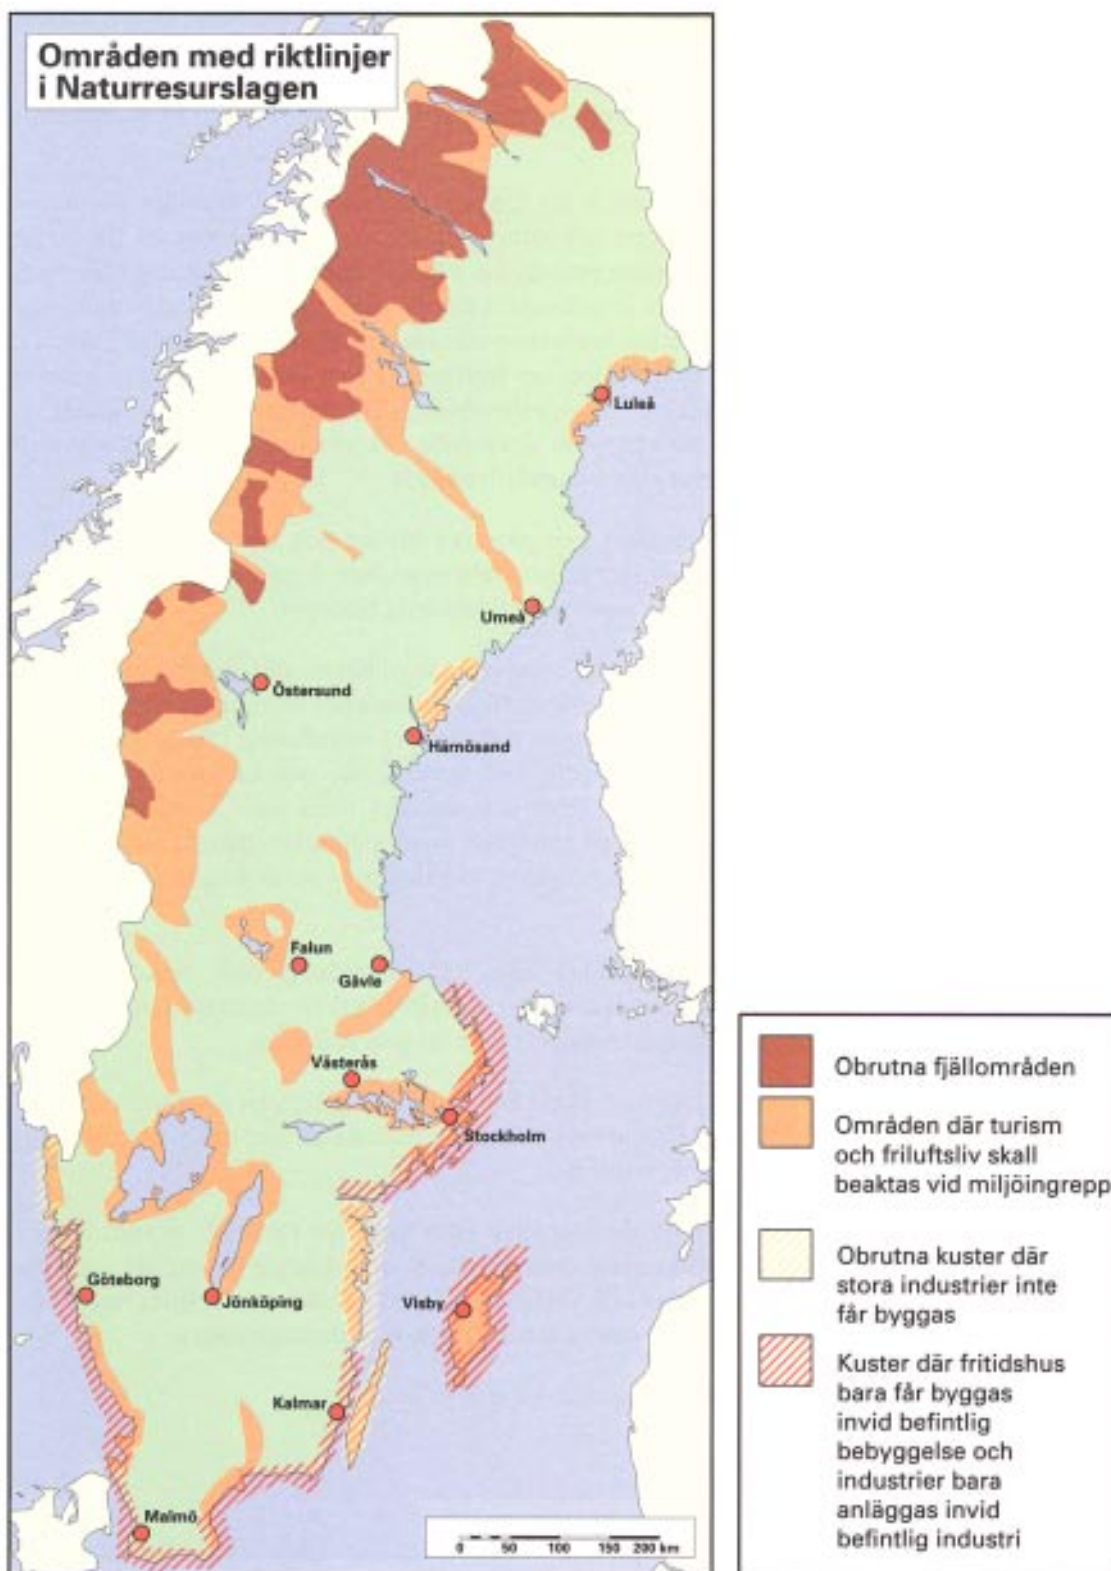 Områden med riktlinjer
i Naturresurslagen
Luleå
Umeå
Östersund
Härnösand
Falun
Gävle
Västerås
Stockholm
Göteborg
Jönköping
Visby
Kalmar
Malmö
0 50 100 150 200 km
Obrutna fjällområden
Områden där turism
och friluftsliv skall
beaktas vid miljöingrepp
Obrutna kuster där
stora industrier inte
får byggas
Kuster där fritidshus
bara får byggas
invid befintlig
bebyggelse och
industrier bara
anläggas invid
befintlig industri